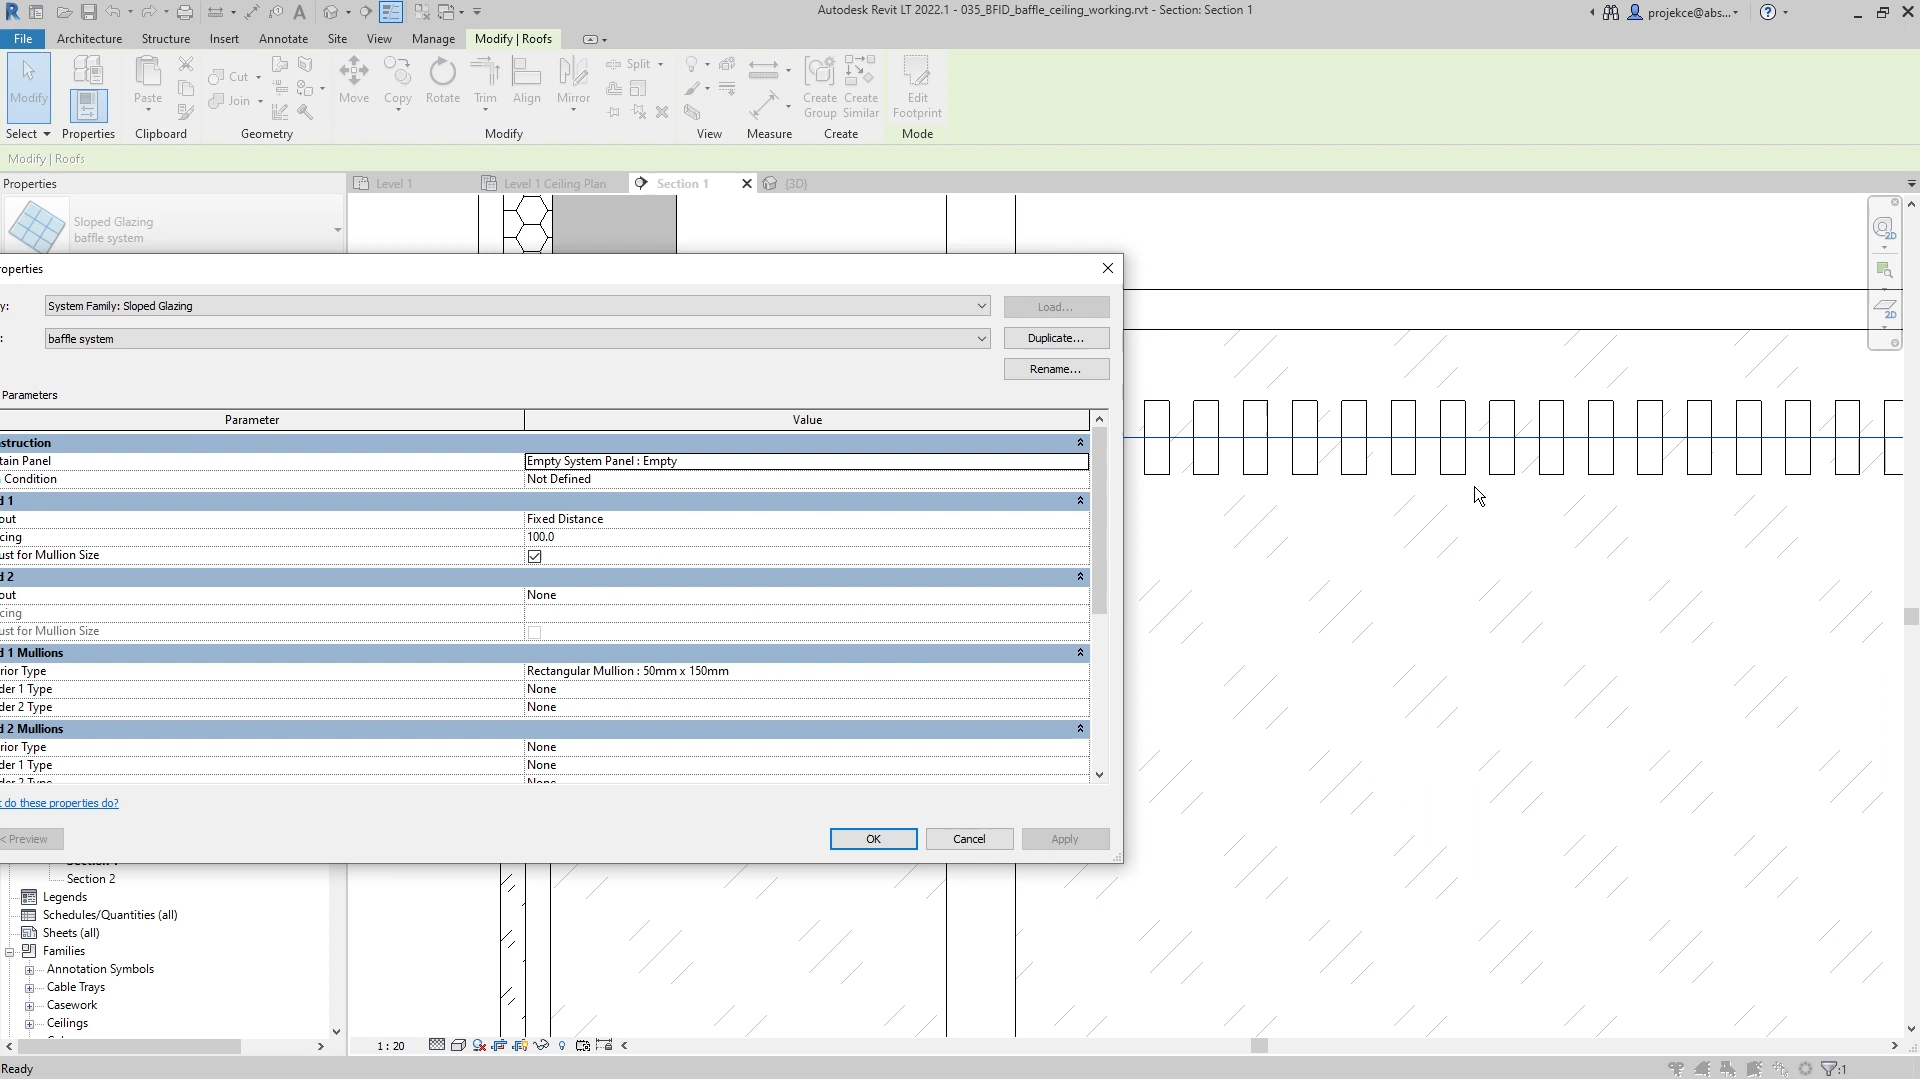 Autodesk Revit LT 2022.1 - 035_BFID_baffle_ceiling_working.rvt - Section: Section 1
projekce@abs...
File Architecture Structure Insert Annotate Site View Manage Modify | Roofs
Modify
Paste
Cut
Join
Move Copy Rotate Trim Align Mirror
Split
Create Group
Create Similar
Edit Footprint
Select Properties Clipboard Geometry Modify View Measure Create Mode
Modify | Roofs
Properties
Level 1 Level 1 Ceiling Plan Section 1 {3D}
Sloped Glazing
baffle system
2D
2D
operties
y: System Family: Sloped Glazing Load...
: baffle system Duplicate...
Rename...
Parameters
Parameter Value
struction
tain Panel Empty System Panel : Empty
Condition Not Defined
d 1
out Fixed Distance
cing 100.0
ust for Mullion Size
d 2
out None
cing
ust for Mullion Size
d 1 Mullions
rior Type Rectangular Mullion : 50mm x 150mm
der 1 Type None
der 2 Type None
d 2 Mullions
rior Type None
der 1 Type None
der 2 Type None
do these properties do?
< Preview OK Cancel Apply
Section 2
Legends
Schedules/Quantities (all)
Sheets (all)
Families
Annotation Symbols
Cable Trays
Casework
Ceilings
1 : 20
Ready
:1